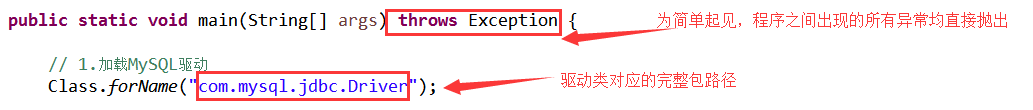 public static void main(String[] args) throws Exception {
为简单起见，程序之间出现的所有异常均直接抛出
// 1.加载MySQL驱动
Class.forName("com.mysql.jdbc.Driver");
驱动类对应的完整包路径